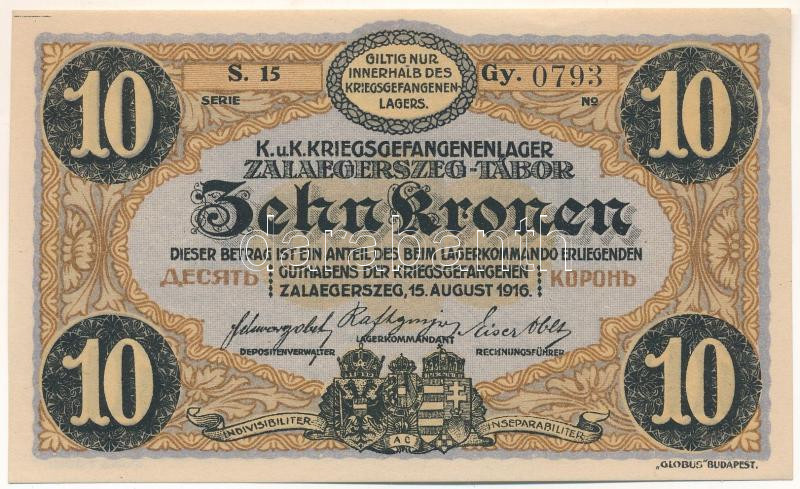 10
10
S. 15
GILTIG NUR
INNERHALB DES
KRIEGSGEFANGENEN-
LAGERS.
Gy. 0793
SERIE
No
K.u.K.KRIEGSGEFANGENENLAGER
ZALAEGERSZEG-TÁBOR
Zehn Kronen
darabanth
DIESER BETRAG IST EIN ANTEIL DES BEIM LAGERKOMMANDO ERLIEGENDEN
ДЕСЯТЬ GUTHABENS DER KRIEGSGEFANGENEN КОРОНЬ
ZALAEGERSZEG, 15. AUGUST 1916.
LAGERKOMMANDANT
DEPOSITENVERWALTER
RECHNUNGSFÜHRER
10
10
INDIVISIBILITER
AC
INSEPARABILITER
„GLOBUS" BUDAPEST.